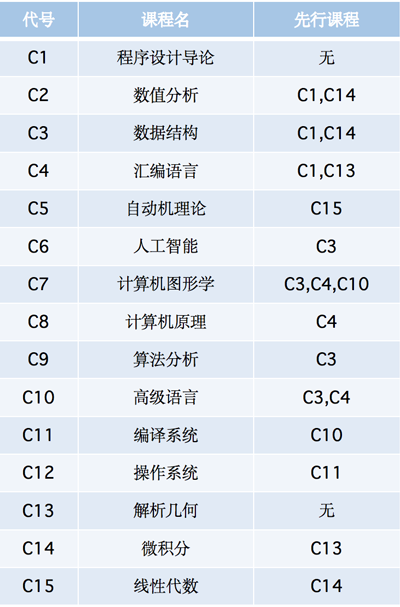 代号 课程名 先行课程
C1 程序设计导论 无
C2 数值分析 C1,C14
C3 数据结构 C1,C14
C4 汇编语言 C1,C13
C5 自动机理论 C15
C6 人工智能 C3
C7 计算机图形学 C3,C4,C10
C8 计算机原理 C4
C9 算法分析 C3
C10 高级语言 C3,C4
C11 编译系统 C10
C12 操作系统 C11
C13 解析几何 无
C14 微积分 C13
C15 线性代数 C14